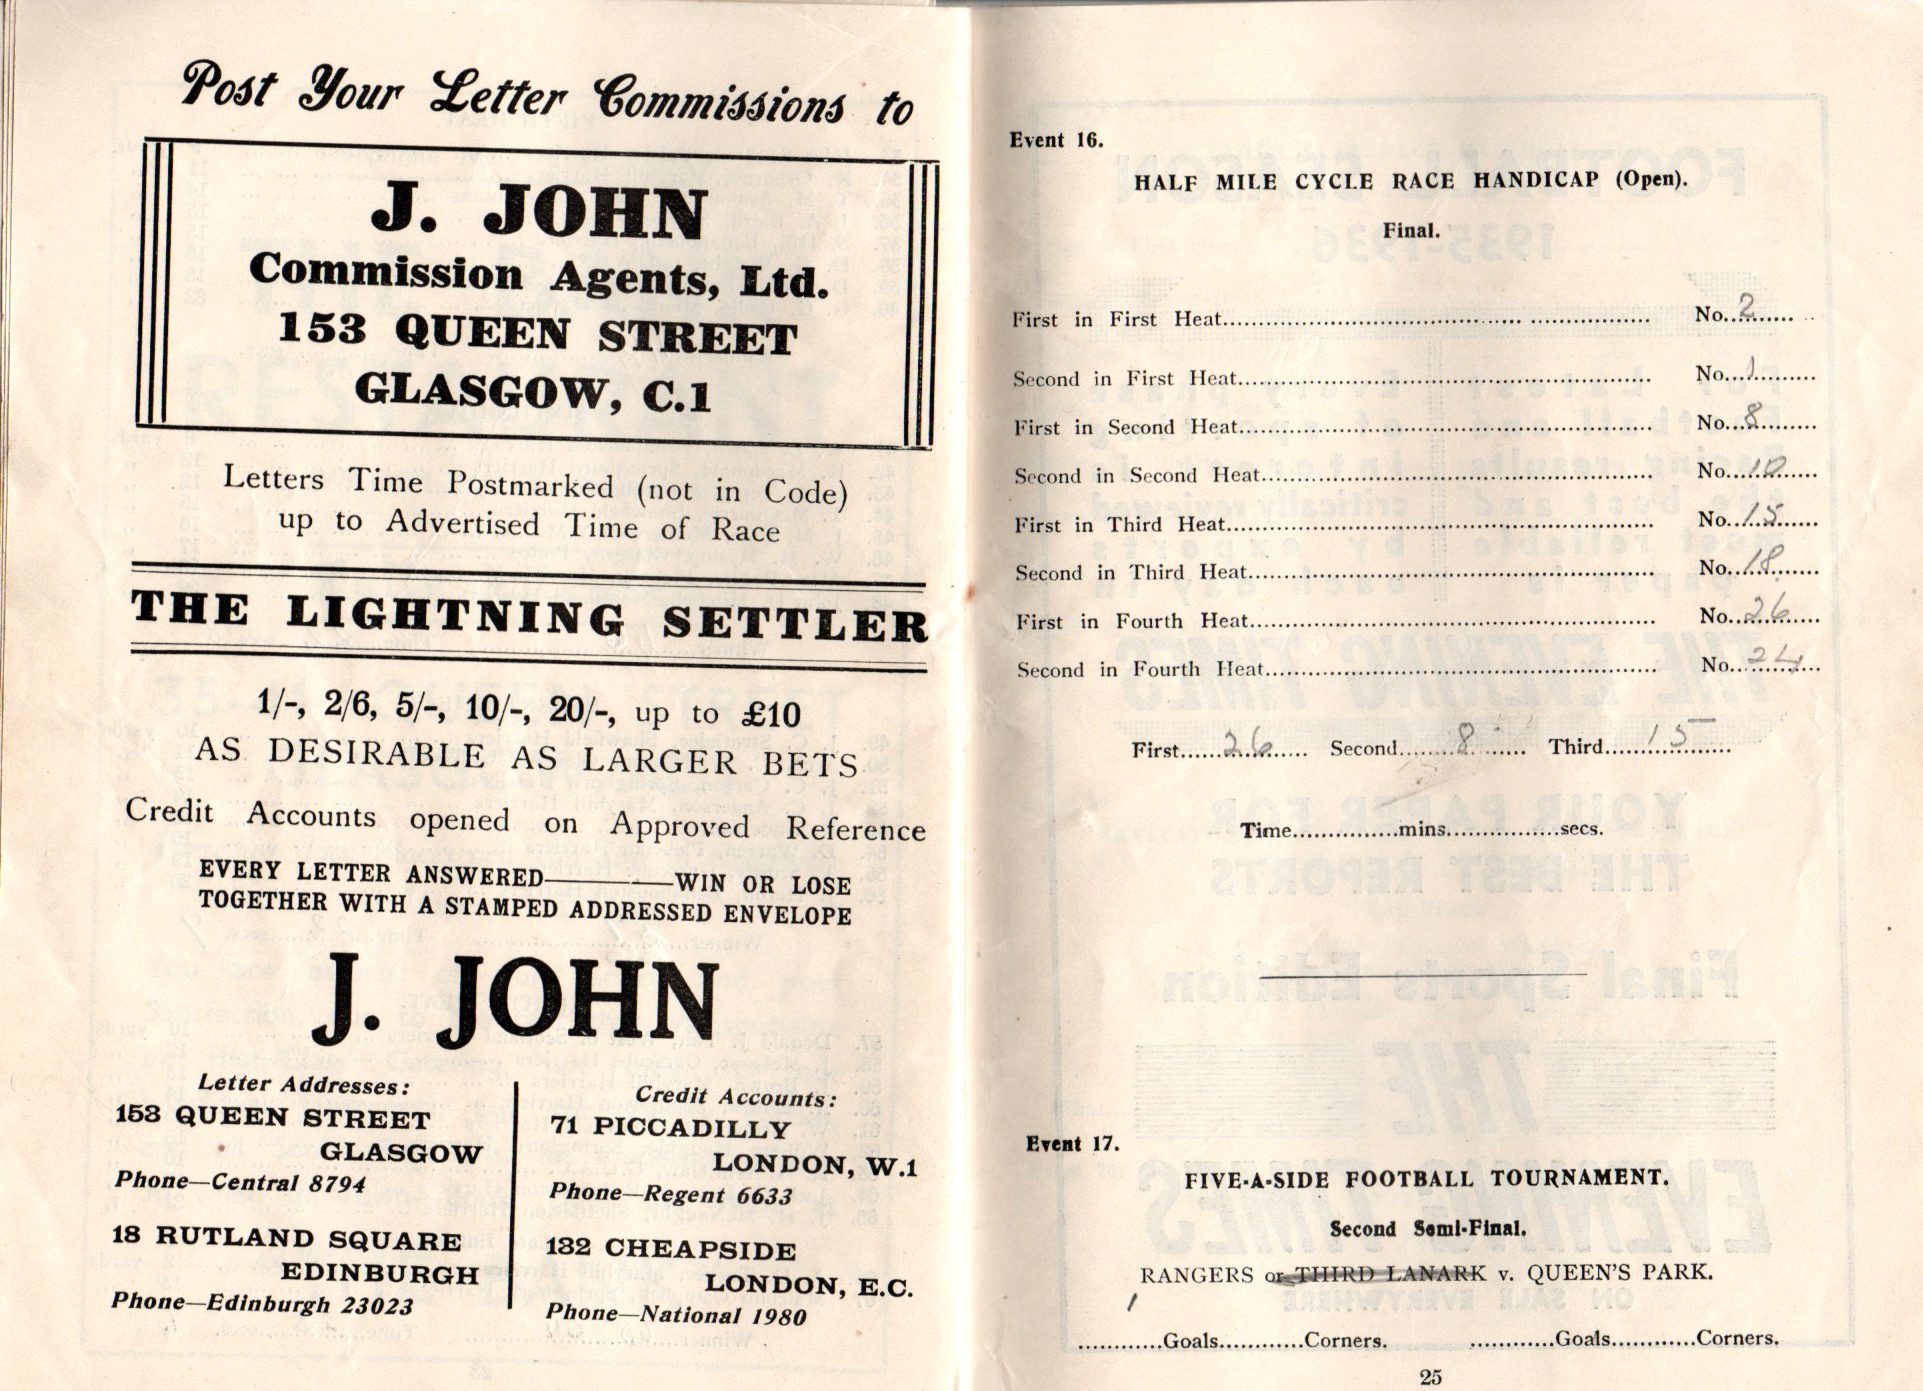 Post Your Letter Commissions to
J. JOHN
Commission Agents, Ltd.
153 QUEEN STREET
GLASGOW, C.1
Letters Time Postmarked (not in Code)
up to Advertised Time of Race
THE LIGHTNING SETTLER
1/-, 2/6, 5/-, 10/-, 20/-, up to £10
AS DESIRABLE AS LARGER BETS
Credit Accounts opened on Approved Reference
EVERY LETTER ANSWERED————WIN OR LOSE
TOGETHER WITH A STAMPED ADDRESSED ENVELOPE
J. JOHN
Letter Addresses:
153 QUEEN STREET
GLASGOW
Phone—Central 8794
18 RUTLAND SQUARE
EDINBURGH
Phone—Edinburgh 23023
Credit Accounts:
71 PICCADILLY
LONDON, W.1
Phone—Regent 6633
132 CHEAPSIDE
LONDON, E.C.
Phone—National 1980
Event 16.
HALF MILE CYCLE RACE HANDICAP (Open).
Final.
First in First Heat.......... No. 2
Second in First Heat.......... No. 1
First in Second Heat.......... No. 8
Second in Second Heat.......... No. 10
First in Third Heat.......... No. 15
Second in Third Heat.......... No. 18
First in Fourth Heat.......... No. 26
Second in Fourth Heat.......... No. 24
First...... 26 ...... Second...... 8 ...... Third...... 15 ......
Time...............mins................secs.
Event 17.
FIVE-A-SIDE FOOTBALL TOURNAMENT.
Second Semi-Final.
RANGERS or THIRD LANARK v. QUEEN'S PARK.
............Goals............Corners. ............Goals............Corners.
25